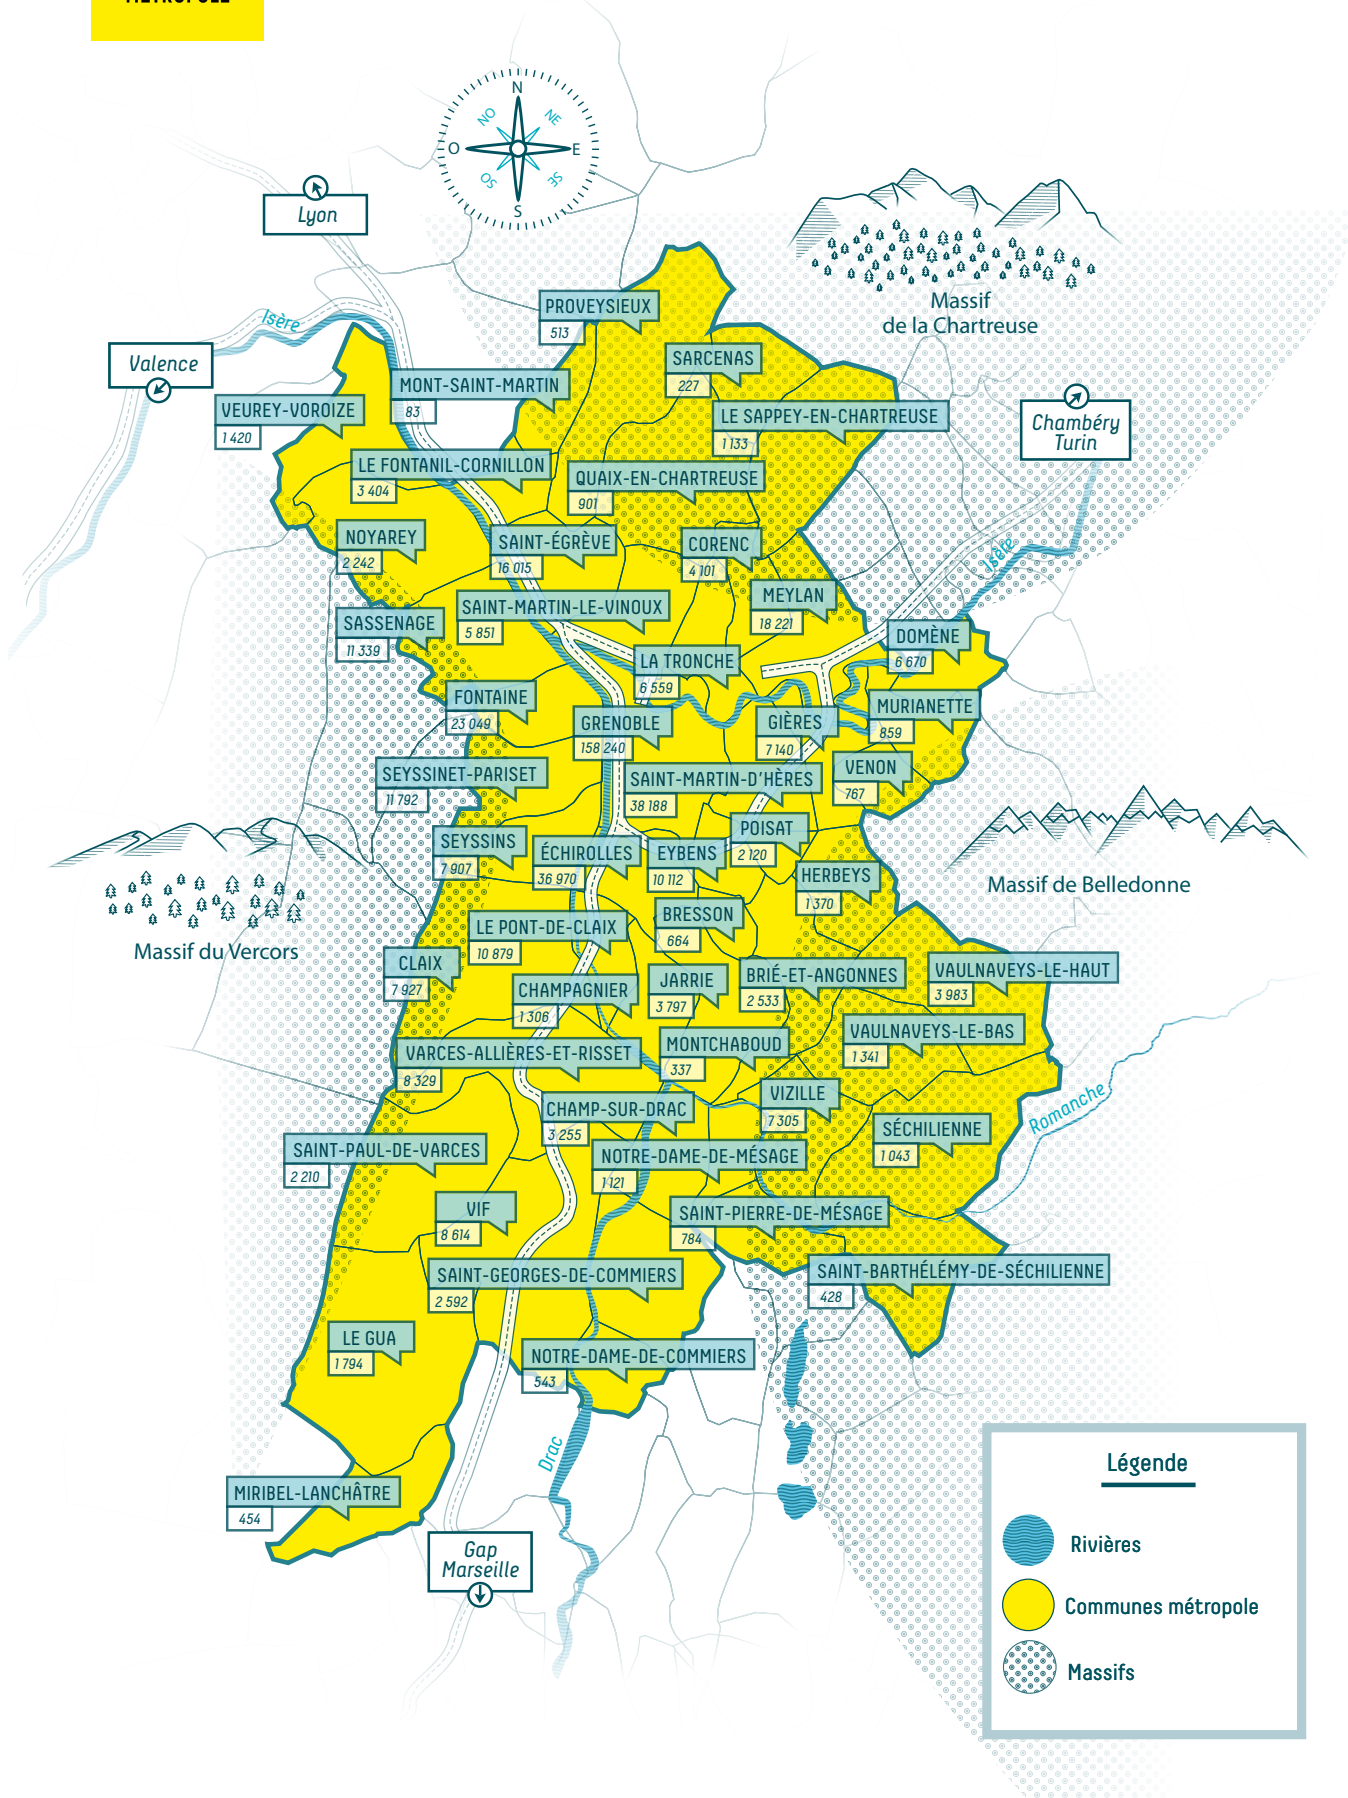 MÉTROPOLE
N
NO
NE
O
E
SO
SE
S
Lyon
Isère
Valence
Massif
de la Chartreuse
Chambéry
Turin
Isère
PROVEYSIEUX
513
SARCENAS
227
MONT-SAINT-MARTIN
83
VEUREY-VOROIZE
1 420
LE SAPPEY-EN-CHARTREUSE
1 133
LE FONTANIL-CORNILLON
3 404
QUAIX-EN-CHARTREUSE
901
NOYAREY
2 242
SAINT-ÉGRÈVE
16 015
CORENC
4 101
MEYLAN
18 221
SAINT-MARTIN-LE-VINOUX
5 851
SASSENAGE
11 339
DOMÈNE
6 670
LA TRONCHE
6 559
FONTAINE
23 049
GRENOBLE
158 240
GIÈRES
7 140
MURIANETTE
859
SEYSSINET-PARISET
11 792
SAINT-MARTIN-D'HÈRES
38 188
VENON
767
SEYSSINS
7 907
ÉCHIROLLES
36 970
EYBENS
10 112
POISAT
2 120
HERBEYS
1 370
Massif de Belledonne
Massif du Vercors
LE PONT-DE-CLAIX
10 879
BRESSON
664
CLAIX
7 927
CHAMPAGNIER
1 306
JARRIE
3 797
BRIÉ-ET-ANGONNES
2 533
VAULNAVEYS-LE-HAUT
3 983
VARCES-ALLIÈRES-ET-RISSET
8 329
MONTCHABOUD
337
VAULNAVEYS-LE-BAS
1 341
CHAMP-SUR-DRAC
3 255
VIZILLE
7 305
SÉCHILIENNE
1 043
Romanche
SAINT-PAUL-DE-VARCES
2 210
NOTRE-DAME-DE-MÉSAGE
1 121
VIF
8 614
SAINT-PIERRE-DE-MÉSAGE
784
SAINT-GEORGES-DE-COMMIERS
2 592
SAINT-BARTHÉLÉMY-DE-SÉCHILIENNE
428
LE GUA
1 794
NOTRE-DAME-DE-COMMIERS
543
Drac
MIRIBEL-LANCHÂTRE
454
Gap
Marseille
Légende
Rivières
Communes métropole
Massifs